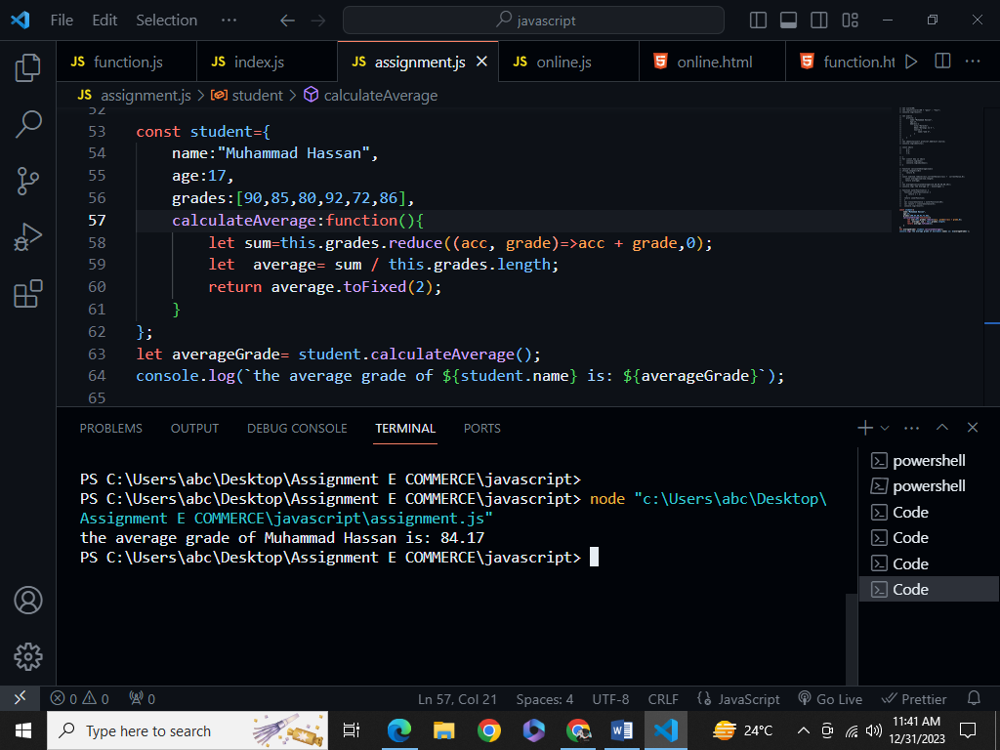 File Edit Selection ··· javascript
JS function.js JS index.js JS assignment.js JS online.js online.html function.ht ···
JS assignment.js > student > calculateAverage
52
53 const student={
54 name:"Muhammad Hassan",
55 age:17,
56 grades:[90,85,80,92,72,86],
57 calculateAverage:function(){
58 let sum=this.grades.reduce((acc, grade)=>acc + grade,0);
59 let  average= sum / this.grades.length;
60 return average.toFixed(2);
61 }
62 };
63 let averageGrade= student.calculateAverage();
64 console.log(`the average grade of ${student.name} is: ${averageGrade}`);
65
PROBLEMS OUTPUT DEBUG CONSOLE TERMINAL PORTS
PS C:\Users\abc\Desktop\Assignment E COMMERCE\javascript>
PS C:\Users\abc\Desktop\Assignment E COMMERCE\javascript> node "c:\Users\abc\Desktop\
Assignment E COMMERCE\javascript\assignment.js"
the average grade of Muhammad Hassan is: 84.17
PS C:\Users\abc\Desktop\Assignment E COMMERCE\javascript>
powershell
powershell
Code
Code
Code
Code
0 0 0 Ln 57, Col 21 Spaces: 4 UTF-8 CRLF JavaScript Go Live Prettier
Type here to search 24°C 11:41 AM
12/31/2023